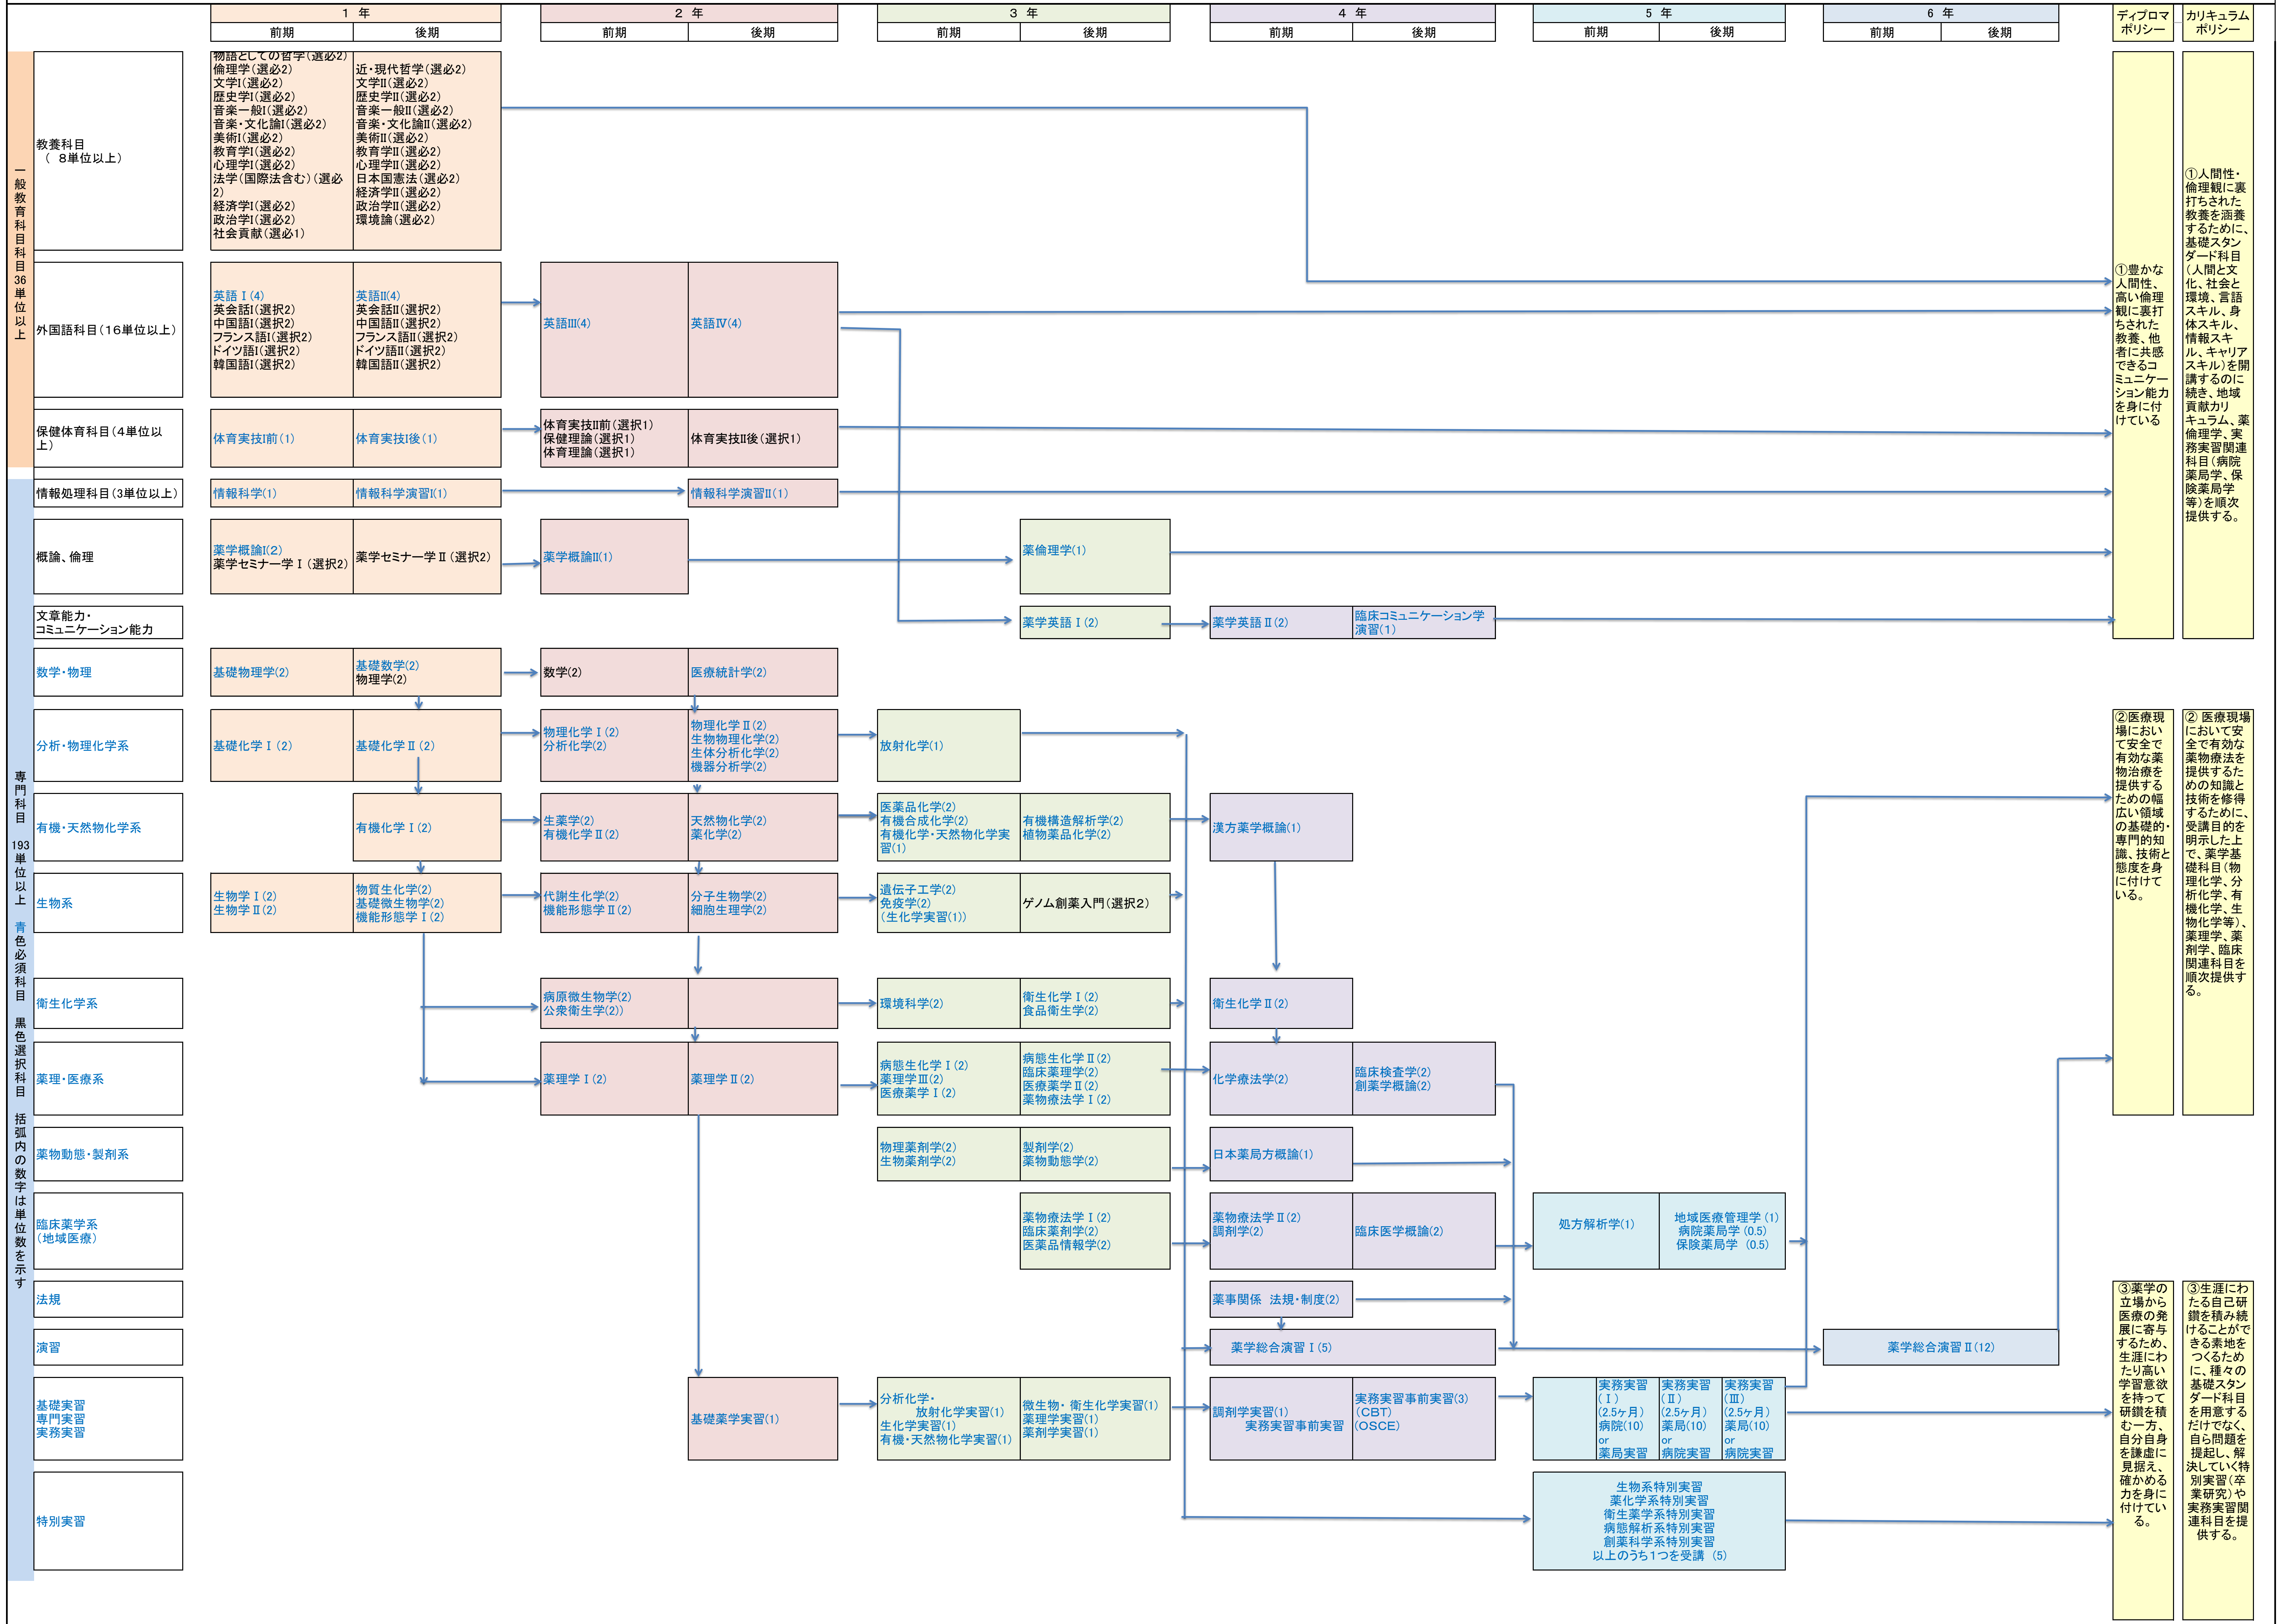 1 年
2 年
3 年
4 年
5 年
6 年
ディプロマ
ポリシー
カリキュラム
ポリシー
前期
後期
前期
後期
前期
後期
前期
後期
前期
後期
前期
後期
一般教育科目科目36単位以上
教養科目
( 8単位以上)
物語としての哲学(選必2)
倫理学(選必2)
文学I(選必2)
歴史学I(選必2)
音楽一般I(選必2)
音楽・文化論I(選必2)
美術I(選必2)
教育学I(選必2)
心理学I(選必2)
法学(国際法含む)(選必
2)
経済学I(選必2)
政治学I(選必2)
社会貢献(選必1)
近・現代哲学(選必2)
文学II(選必2)
歴史学II(選必2)
音楽一般II(選必2)
音楽・文化論II(選必2)
美術II(選必2)
教育学II(選必2)
心理学II(選必2)
日本国憲法(選必2)
経済学II(選必2)
政治学II(選必2)
環境論(選必2)
外国語科目(16単位以上)
英語Ⅰ(4)
英会話I(選択2)
中国語I(選択2)
フランス語I(選択2)
ドイツ語I(選択2)
韓国語I(選択2)
英語II(4)
英会話II(選択2)
中国語II(選択2)
フランス語II(選択2)
ドイツ語II(選択2)
韓国語II(選択2)
英語III(4)
英語Ⅳ(4)
保健体育科目(4単位以
上)
体育実技I前(1)
体育実技I後(1)
体育実技II前(選択1)
保健理論(選択1)
体育理論(選択1)
体育実技II後(選択1)
①豊かな
人間性、
高い倫理
観に裏打
ちされた
教養、他
者に共感
できるコ
ミュニケー
ション能力
を身に付
けている
①人間性・
倫理観に裏
打ちされた
教養を涵養
するために、
基礎スタン
ダード科目
(人間と文
化、社会と
環境、言語
スキル、身
体スキル、
情報スキ
ル、キャリア
スキル)を開
講するのに
続き、地域
貢献カリ
キュラム、薬
倫理学、実
務実習関連
科目(病院
薬局学、保
険薬局学
等)を順次
提供する。
専門科目 193単位以上 青色必須科目 黒色選択科目 括弧内の数字は単位数を示す
情報処理科目(3単位以上)
情報科学(1)
情報科学演習I(1)
情報科学演習II(1)
概論、倫理
薬学概論I(2)
薬学セミナー学Ⅰ(選択2)
薬学セミナー学Ⅱ(選択2)
薬学概論II(1)
薬倫理学(1)
文章能力・
コミュニケーション能力
薬学英語Ⅰ(2)
薬学英語Ⅱ(2)
臨床コミュニケーション学
演習(1)
数学・物理
基礎物理学(2)
基礎数学(2)
物理学(2)
数学(2)
医療統計学(2)
分析・物理化学系
基礎化学Ⅰ(2)
基礎化学Ⅱ(2)
物理化学Ⅰ(2)
分析化学(2)
物理化学Ⅱ(2)
生物物理化学(2)
生体分析化学(2)
機器分析学(2)
放射化学(1)
有機・天然物化学系
有機化学Ⅰ(2)
生薬学(2)
有機化学Ⅱ(2)
天然物化学(2)
薬化学(2)
医薬品化学(2)
有機合成化学(2)
有機化学・天然物化学実
習(1)
有機構造解析学(2)
植物薬品化学(2)
漢方薬学概論(1)
生物系
生物学Ⅰ(2)
生物学Ⅱ(2)
物質生化学(2)
基礎微生物学(2)
機能形態学Ⅰ(2)
代謝生化学(2)
機能形態学Ⅱ(2)
分子生物学(2)
細胞生理学(2)
遺伝子工学(2)
免疫学(2)
(生化学実習(1))
ゲノム創薬入門(選択2)
衛生化学系
病原微生物学(2)
公衆衛生学(2))
環境科学(2)
衛生化学Ⅰ(2)
食品衛生学(2)
衛生化学Ⅱ(2)
薬理・医療系
薬理学Ⅰ(2)
薬理学Ⅱ(2)
病態生化学Ⅰ(2)
薬理学Ⅲ(2)
医療薬学Ⅰ(2)
病態生化学Ⅱ(2)
臨床薬理学(2)
医療薬学Ⅱ(2)
薬物療法学Ⅰ(2)
化学療法学(2)
臨床検査学(2)
創薬学概論(2)
②医療現
場におい
て安全で
有効な薬
物治療を
提供する
ための幅
広い領域
の基礎的・
専門的知
識、技術と
態度を身
に付けて
いる。
② 医療現場
において安
全で有効な
薬物療法を
提供するた
めの知識と
技術を修得
するために、
受講目的を
明示した上
で、薬学基
礎科目(物
理化学、分
析化学、有
機化学、生
物化学等)、
薬理学、薬
剤学、臨床
関連科目を
順次提供す
る。
薬物動態・製剤系
物理薬剤学(2)
生物薬剤学(2)
製剤学(2)
薬物動態学(2)
日本薬局方概論(1)
臨床薬学系
(地域医療)
薬物療法学Ⅰ(2)
臨床薬剤学(2)
医薬品情報学(2)
薬物療法学Ⅱ(2)
調剤学(2)
臨床医学概論(2)
処方解析学(1)
地域医療管理学(1)
病院薬局学(0.5)
保険薬局学 (0.5)
法規
薬事関係 法規・制度(2)
演習
薬学総合演習Ⅰ(5)
薬学総合演習Ⅱ(12)
基礎実習
専門実習
実務実習
基礎薬学実習(1)
分析化学・
放射化学実習(1)
生化学実習(1)
有機・天然物化学実習(1)
微生物・衛生化学実習(1)
薬理学実習(1)
薬剤学実習(1)
調剤学実習(1)
実務実習事前実習
実務実習事前実習(3)
(CBT)
(OSCE)
実務実習
(Ⅰ)
(2.5ヶ月)
病院(10)
or
薬局実習
実務実習
(Ⅱ)
(2.5ヶ月)
薬局(10)
or
病院実習
実務実習
(Ⅲ)
(2.5ヶ月)
薬局(10)
or
病院実習
特別実習
生物系特別実習
薬化学系特別実習
衛生薬学系特別実習
病態解析系特別実習
創薬科学系特別実習
以上のうち1つを受講 (5)
③薬学の
立場から
医療の発
展に寄与
するため、
生涯にわ
たり高い
学習意欲
を持って
研鑽を積
む一方、
自分自身
を謙虚に
見据え、
確かめる
力を身に
付けてい
る。
③生涯にわ
たる自己研
鑽を積み続
けることがで
きる素地を
つくるため
に、種々の
基礎スタン
ダード科目
を用意する
だけでなく、
自ら問題を
提起し、解
決していく特
別実習(卒
業研究)や
実務実習関
連科目を提
供する。